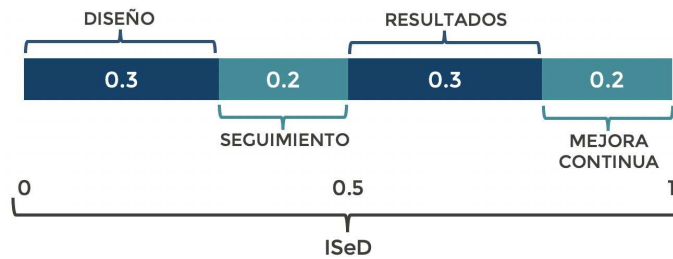 DISEÑO
RESULTADOS
0.3
0.2
0.3
0.2
SEGUIMIENTO
MEJORA
CONTINUA
0
0.5
1
ISeD